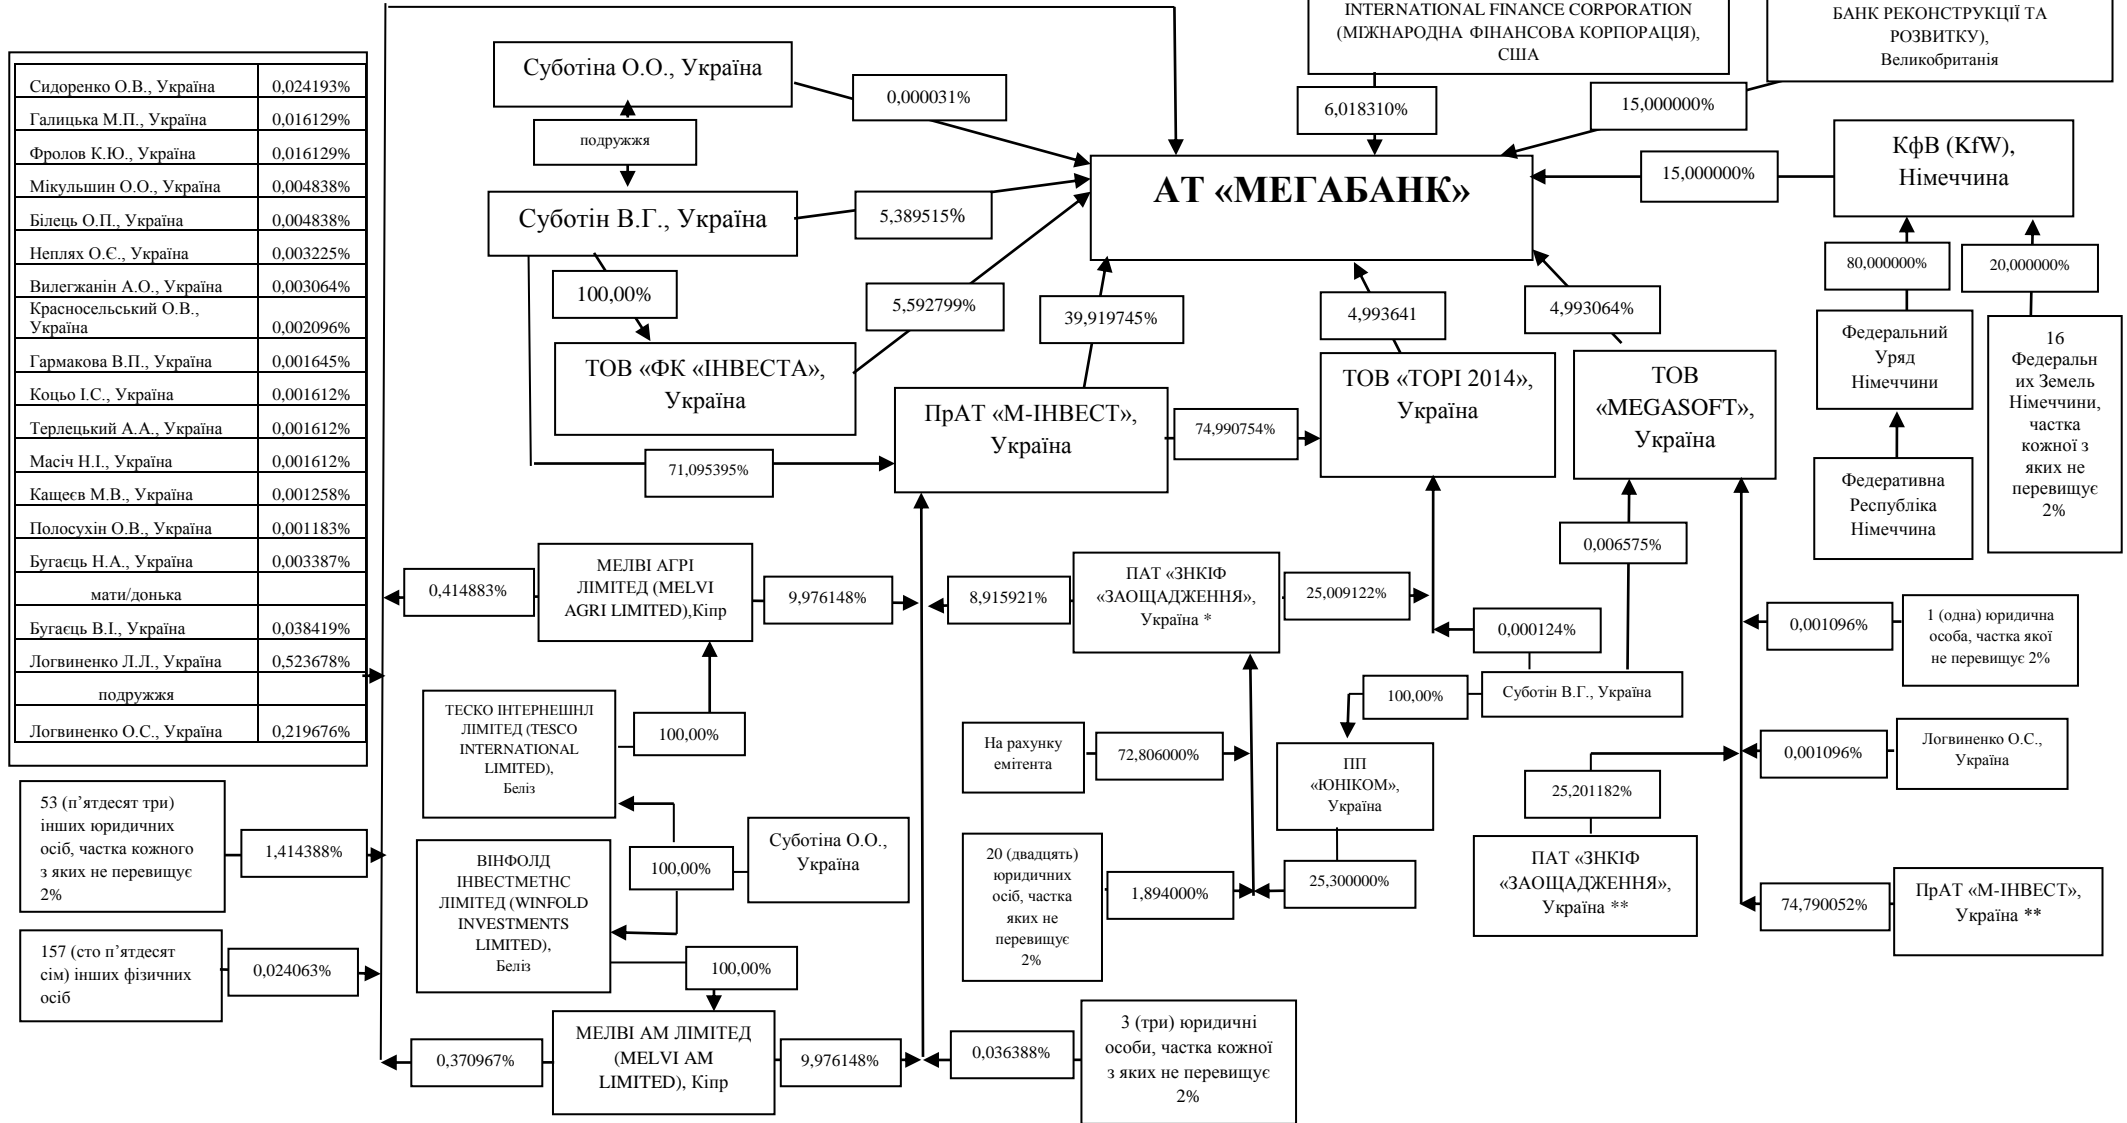 INTERNATIONAL FINANCE CORPORATION
(МІЖНАРОДНА ФІНАНСОВА КОРПОРАЦІЯ),
США
БАНК РЕКОНСТРУКЦІЇ ТА
РОЗВИТКУ),
Великобританія
Сидоренко О.В., Україна 0,024193%
Галицька М.П., Україна 0,016129%
Фролов К.Ю., Україна 0,016129%
Мікульшин О.О., Україна 0,004838%
Білець О.П., Україна 0,004838%
Неплях О.Є., Україна 0,003225%
Вилегжанін А.О., Україна 0,003064%
Красносельський О.В.,
Україна 0,002096%
Гармакова В.П., Україна 0,001645%
Коцьо І.С., Україна 0,001612%
Терлецький А.А., Україна 0,001612%
Масіч Н.І., Україна 0,001612%
Кащеєв М.В., Україна 0,001258%
Полосухін О.В., Україна 0,001183%
Бугаєць Н.А., Україна 0,003387%
мати/донька
Бугаєць В.І., Україна 0,038419%
Логвиненко Л.Л., Україна 0,523678%
подружжя
Логвиненко О.С., Україна 0,219676%
53 (п’ятдесят три)
інших юридичних
осіб, частка кожного
з яких не перевищує
2%
1,414388%
157 (сто п’ятдесят
сім) інших фізичних
осіб
0,024063%
Суботіна О.О., Україна
0,000031%
подружжя
Суботін В.Г., Україна
5,389515%
100,00%
5,592799%
ТОВ «ФК «ІНВЕСТА»,
Україна
71,095395%
6,018310%
15,000000%
АТ «МЕГАБАНК»
15,000000%
КфВ (KfW),
Німеччина
80,000000%
20,000000%
Федеральний
Уряд
Німеччини
Федеративна
Республіка
Німеччина
16
Федеральн
их Земель
Німеччини,
частка
кожної з
яких не
перевищує
2%
39,919745%
4,993641
4,993064%
ПрАТ «М-ІНВЕСТ»,
Україна
74,990754%
ТОВ «ТОРІ 2014»,
Україна
ТОВ
«MEGASOFT»,
Україна
0,414883%
МЕЛВІ АГРІ
ЛІМІТЕД (MELVI
AGRI LIMITED),Кіпр
9,976148%
8,915921%
ПАТ «ЗНКІФ
«ЗАОЩАДЖЕННЯ»,
Україна *
25,009122%
0,000124%
0,006575%
Суботін В.Г., Україна
100,00%
0,001096%
1 (одна) юридична
особа, частка якої
не перевищує 2%
ТЕСКО ІНТЕРНЕШНЛ
ЛІМІТЕД (TESCO
INTERNATIONAL
LIMITED),
Беліз
100,00%
На рахунку
емітента
72,806000%
ПП
«ЮНІКОМ»,
Україна
25,201182%
0,001096%
Логвиненко О.С.,
Україна
ВІНФОЛД
ІНВЕСТМЕТНС
ЛІМІТЕД (WINFOLD
INVESTMENTS
LIMITED),
Беліз
100,00%
Суботіна О.О.,
Україна
20 (двадцять)
юридичних
осіб, частка
яких не
перевищує
2%
1,894000%
25,300000%
ПАТ «ЗНКІФ
«ЗАОЩАДЖЕННЯ»,
Україна **
74,790052%
ПрАТ «М-ІНВЕСТ»,
Україна **
100,00%
0,370967%
МЕЛВІ АМ ЛІМІТЕД
(MELVI AM
LIMITED), Кіпр
9,976148%
0,036388%
3 (три) юридичні
особи, частка кожної
з яких не перевищує
2%